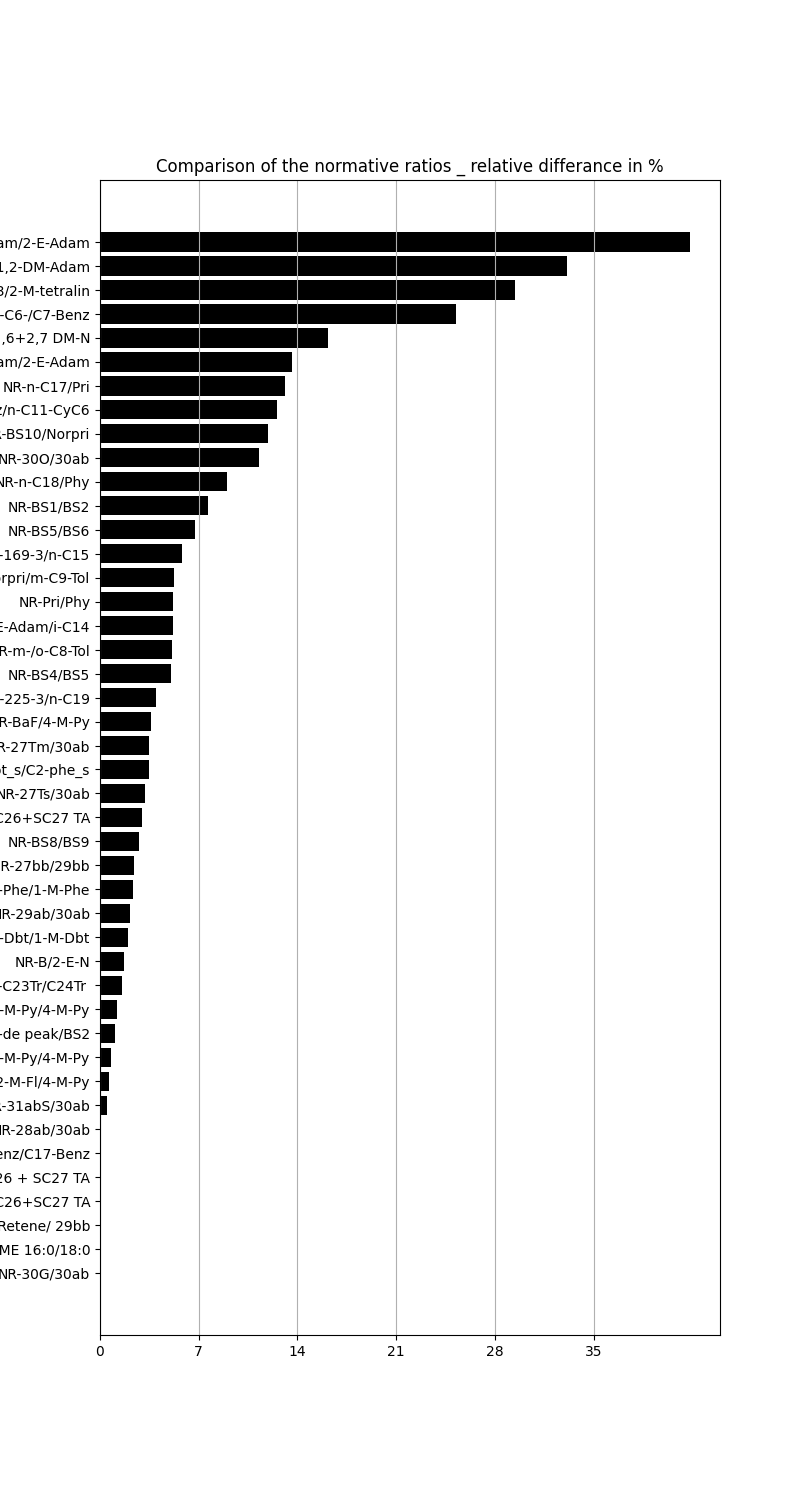 Comparison of the normative ratios _ relative differance in %
am/2-E-Adam
1,2-DM-Adam
3/2-M-tetralin
-C6-/C7-Benz
,6+2,7 DM-N
am/2-E-Adam
NR-n-C17/Pri
z/n-C11-CyC6
R-BS10/Norpri
NR-30O/30ab
NR-n-C18/Phy
NR-BS1/BS2
NR-BS5/BS6
-169-3/n-C15
orpri/m-C9-Tol
NR-Pri/Phy
E-Adam/i-C14
R-m-/o-C8-Tol
NR-BS4/BS5
-225-3/n-C19
R-BaF/4-M-Py
R-27Tm/30ab
ot_s/C2-phe_s
NR-27Ts/30ab
C26+SC27 TA
NR-BS8/BS9
R-27bb/29bb
-Phe/1-M-Phe
NR-29ab/30ab
-Dbt/1-M-Dbt
NR-B/2-E-N
-C23Tr/C24Tr
-M-Py/4-M-Py
-de peak/BS2
-M-Py/4-M-Py
2-M-Fl/4-M-Py
R-31abS/30ab
NR-28ab/30ab
enz/C17-Benz
26 + SC27 TA
C26+SC27 TA
Retene/ 29bb
ME 16:0/18:0
NR-30G/30ab
0 7 14 21 28 35